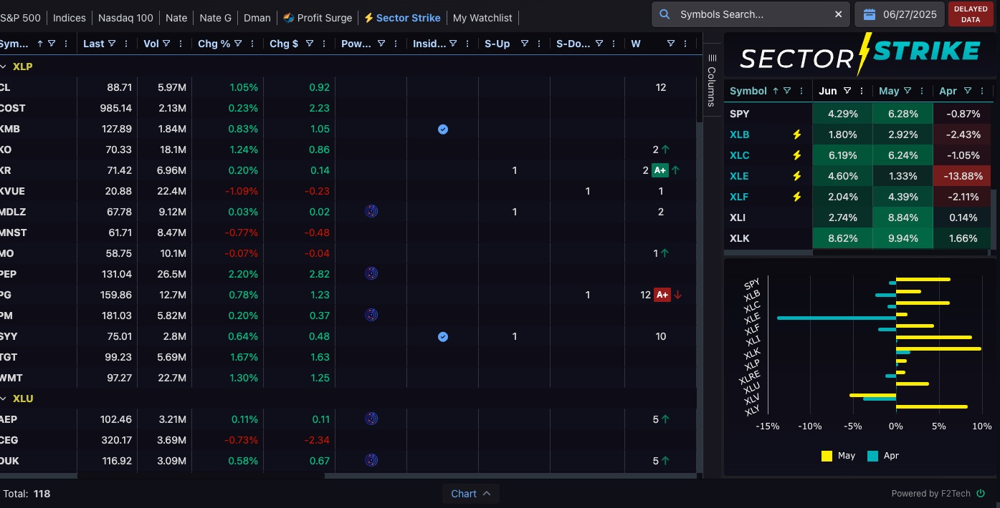 S&P 500 Indices Nasdaq 100 Nate Nate G Dman Profit Surge Sector Strike My Watchlist Symbols Search... 06/27/2025 DELAYED DATA
Sym... Last Vol Chg % Chg $ Pow... Insid... S-Up S-Do... W
XLP
CL 88.71 5.97M 1.05% 0.92 12
COST 985.14 2.13M 0.23% 2.23
KMB 127.89 1.84M 0.83% 1.05
KO 70.33 18.1M 1.24% 0.86 2
KR 71.42 6.96M 0.20% 0.14 1 2 A+
KVUE 20.88 22.4M -1.09% -0.23 1 1
MDLZ 67.78 9.12M 0.03% 0.02 1 2
MNST 61.71 8.47M -0.77% -0.48
MO 58.75 10.1M -0.07% -0.04 1
PEP 131.04 26.5M 2.20% 2.82
PG 159.86 12.7M 0.78% 1.23 1 12 A+
PM 181.03 5.82M 0.20% 0.37
SYY 75.01 2.8M 0.64% 0.48 1 10
TGT 99.23 5.69M 1.67% 1.63
WMT 97.27 22.7M 1.30% 1.25
XLU
AEP 102.46 3.21M 0.11% 0.11 5
CEG 320.17 3.69M -0.73% -2.34
DUK 116.92 3.09M 0.58% 0.67 5
Total: 118
Chart
Columns
SECTOR STRIKE
Symbol Jun May Apr
SPY 4.29% 6.28% -0.87%
XLB 1.80% 2.92% -2.43%
XLC 6.19% 6.24% -1.05%
XLE 4.60% 1.33% -13.88%
XLF 2.04% 4.39% -2.11%
XLI 2.74% 8.84% 0.14%
XLK 8.62% 9.94% 1.66%
SPY
XLB
XLC
XLE
XLF
XLI
XLK
XLP
XLRE
XLU
XLV
XLY
-15% -10% -5% 0% 5% 10%
May Apr
Powered by F2Tech